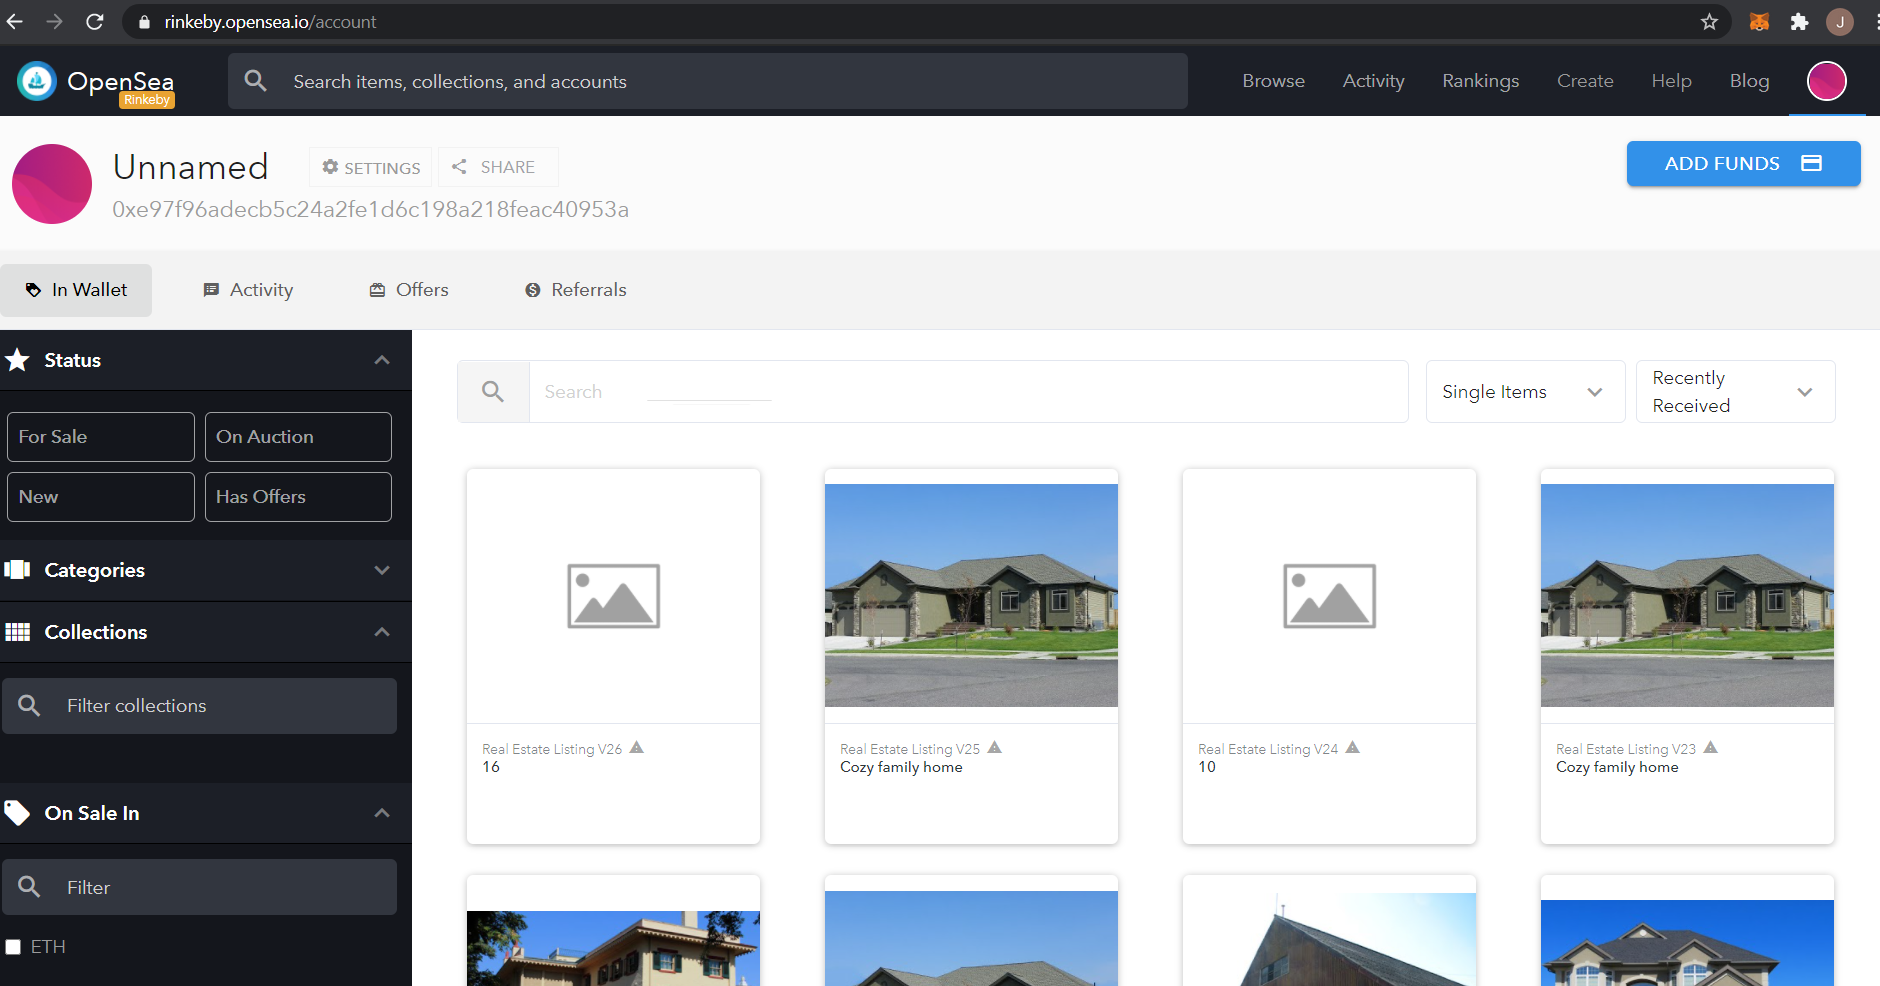 rinkeby.opensea.io/account
J
OpenSea
Rinkeby
Search items, collections, and accounts
Browse
Activity
Rankings
Create
Help
Blog
Unnamed
SETTINGS
SHARE
ADD FUNDS
0xe97f96adecb5c24a2fe1d6c198a218feac40953a
In Wallet
Activity
Offers
Referrals
Status
For Sale
On Auction
New
Has Offers
Categories
Collections
Filter collections
On Sale In
Filter
ETH
Search
Single Items
Recently
Received
Real Estate Listing V26
16
Real Estate Listing V25
Cozy family home
Real Estate Listing V24
10
Real Estate Listing V23
Cozy family home